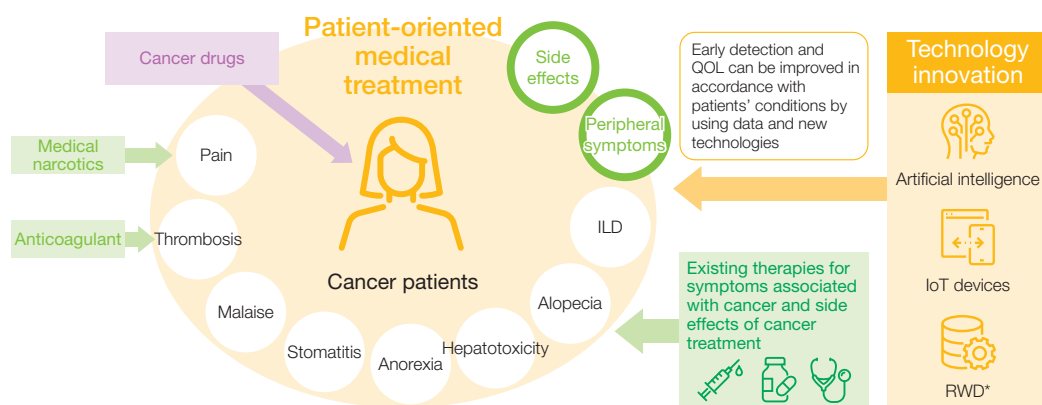 Patient-oriented
medical
treatment
Cancer drugs
Side
effects
Peripheral
symptoms
Early detection and
QOL can be improved in
accordance with
patients' conditions by
using data and new
technologies
Technology
innovation
Medical
narcotics
Pain
Artificial intelligence
Anticoagulant
Thrombosis
ILD
Cancer patients
Existing therapies for
symptoms associated
with cancer and side
effects of cancer
treatment
IoT devices
Malaise
Alopecia
Stomatitis
Anorexia
Hepatotoxicity
RWD*